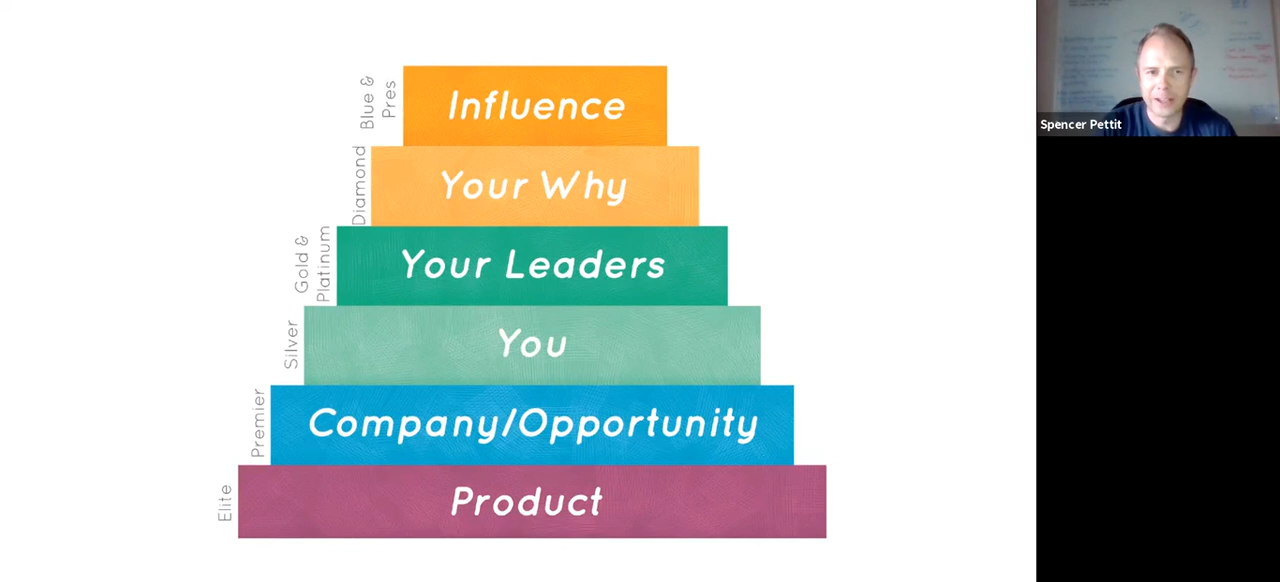 Blue &
Pres
Influence
Diamond
Your Why
Gold &
Platinum
Your Leaders
Silver
You
Premier
Company/Opportunity
Elite
Product
Spencer Pettit